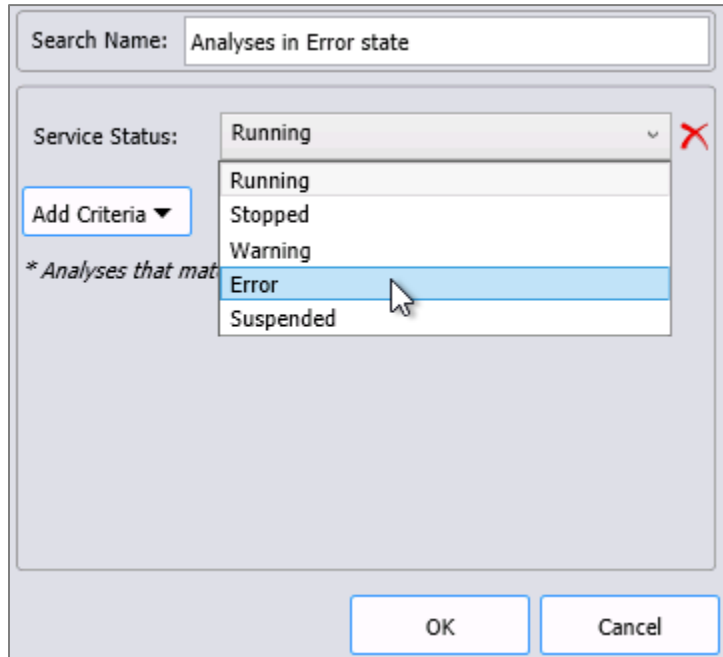 Search Name: Analyses in Error state
Service Status: Running
Running
Add Criteria
Stopped
Warning
* Analyses that
Error
Suspended
OK Cancel